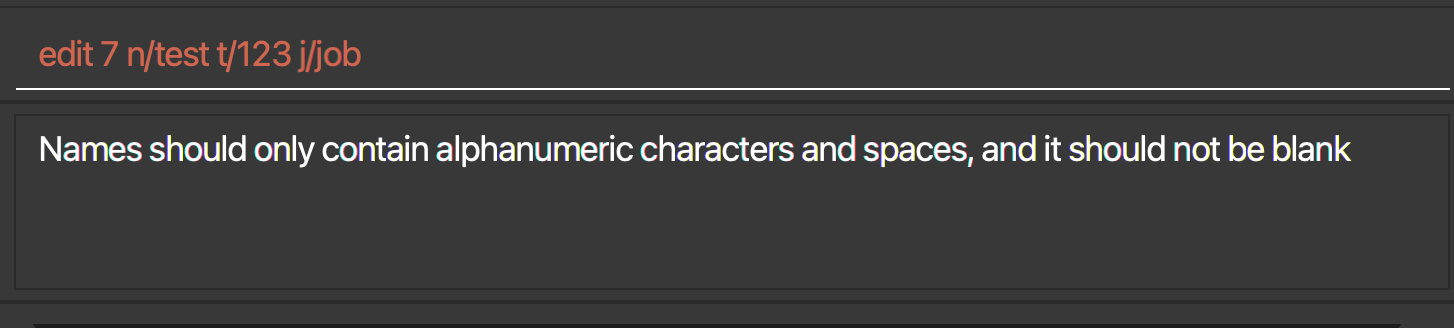 edit 7 n/test t/123 j/job
Names should only contain alphanumeric characters and spaces, and it should not be blank